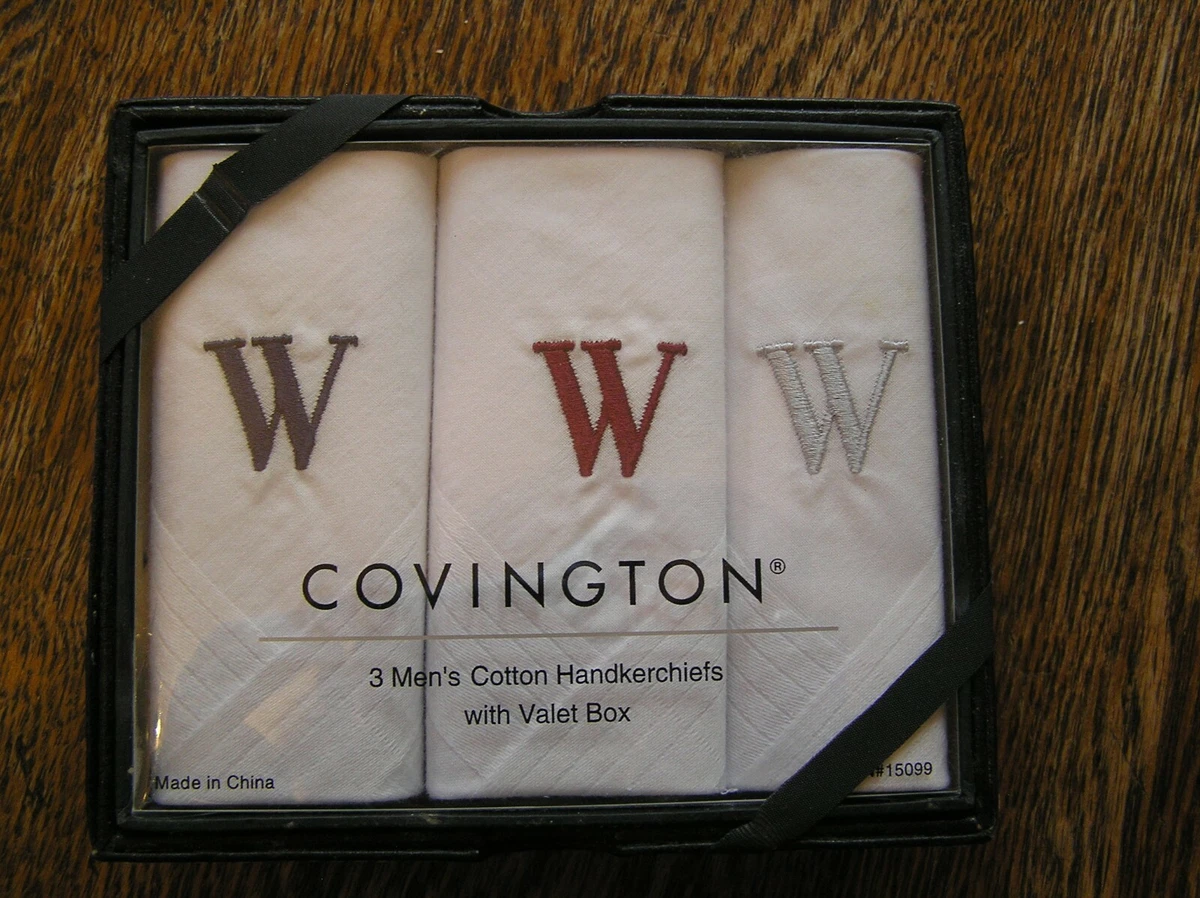 W W W
COVINGTON®
3 Men's Cotton Handkerchiefs
with Valet Box
Made in China
#15099